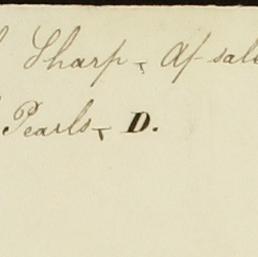 Sharp, Af sale
Pearls, D.